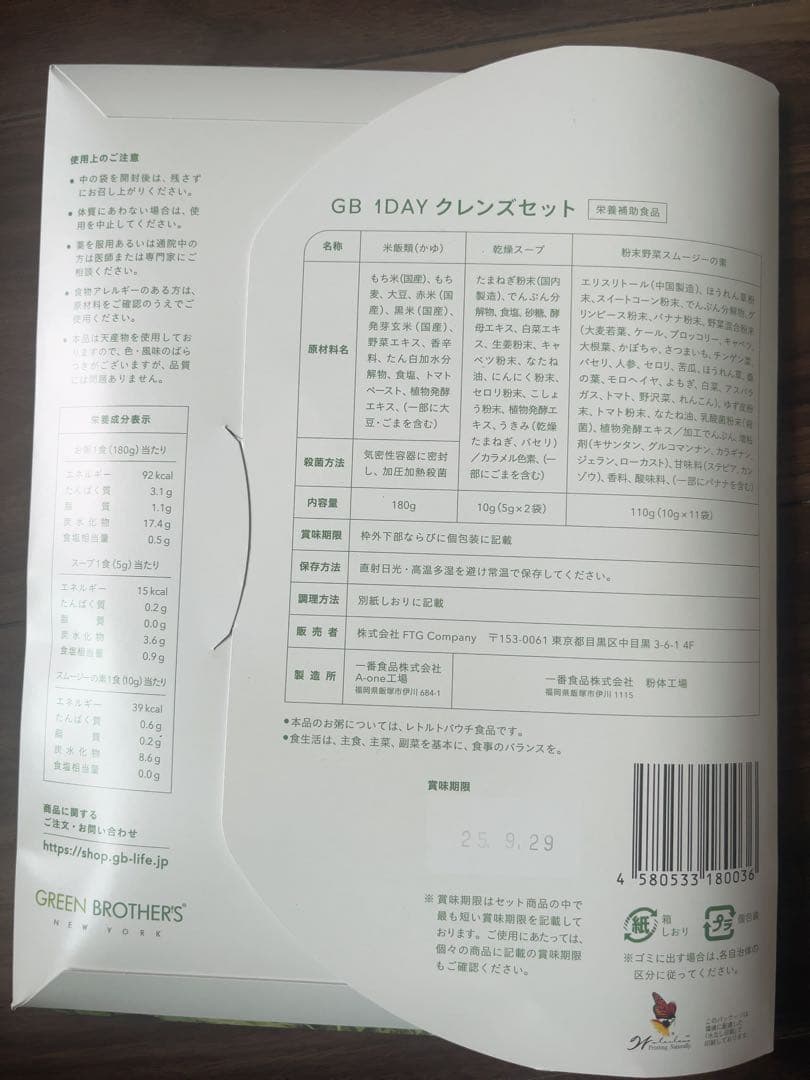 使用上のご注意
● 中の袋を開封後は、残さず
にお召し上がりください。
● 体質にあわない場合は、使
用を中止してください。
● 薬を服用あるいは通院中の
方は医師または専門家にご
相談ください。
● 食物アレルギーのある方は、
原材料をご確認のうえでご
使用ください。
● 本品は天産物を使用してお
りますので、色・風味のばら
つきがございますが、品質
には問題ありません。
栄養成分表示
お粥1食(180g)当たり
エネルギー 92kcal
たんぱく質 3.1g
脂質 1.1g
炭水化物 17.4g
食塩相当量 0.5g
スープ1食(5g)当たり
エネルギー 15kcal
たんぱく質 0.2g
脂質 0.0g
炭水化物 3.6g
食塩相当量 0.9g
スムージーの素1食(10g)当たり
エネルギー 39kcal
たんぱく質 0.6g
脂質 0.2g
炭水化物 8.6g
食塩相当量 0.0g
商品に関する
ご注文・お問い合わせ
https://shop.gb-life.jp
GREEN BROTHER'S®
NEW YORK
GB 1DAY クレンズセット 栄養補助食品
名称 米飯類(かゆ) 乾燥スープ 粉末野菜スムージーの素
原材料名
もち米(国産)、もち
麦、大豆、赤米(国
産)、黒米(国産)、
発芽玄米(国産)、
野菜エキス、香辛
料、たん白加水分
解物、食塩、トマト
ペースト、植物発酵
エキス、(一部に大
豆・ごまを含む)
たまねぎ粉末(国内
製造)、でんぷん分
解物、食塩、砂糖、酵
母エキス、白菜エキ
ス、生姜粉末、キャ
ベツ粉末、なたね油
、にんにく粉末、
セロリ粉末、こしょ
う粉末、植物発酵エ
キス、うきみ(乾燥
たまねぎ、パセリ)
/カラメル色素、(一
部にごまを含む)
エリスリトール(中国製造)、ほうれん草粉
末、スイートコーン粉末、でんぷん分解物、グ
リンピース粉末、バナナ粉末、野菜混合粉末
(大麦若葉、ケール、ブロッコリー、キャベツ、
大根葉、かぼちゃ、さつまいも、チンゲン菜、
パセリ、人参、セロリ、苦瓜、ほうれん草、桑
の葉、モロヘイヤ、よもぎ、白菜、アスパラ
ガス、トマト、野沢菜、れんこん)、ゆず皮粉
末、トマト粉末、なたね油、乳酸菌粉末(殺
菌)、植物発酵エキス/加工でんぷん、増粘
剤(キサンタン、グルコマンナン、カラギナン、
ジェラン、ローカスト)、甘味料(ステビア、カン
ゾウ)、香料、酸味料、(一部にバナナを含む)
殺菌方法 気密性容器に密封
し、加圧加熱殺菌
内容量 180g 10g(5g×2袋) 110g(10g×11袋)
賞味期限 枠外下部ならびに個包装に記載
保存方法 直射日光・高温多湿を避け常温で保存してください。
調理方法 別紙しおりに記載
販売者 株式会社 FTG Company 〒153-0061 東京都目黒区中目黒 3-6-1 4F
製造所 一番食品株式会社 一番食品株式会社 粉体工場
A-one工場 福岡県飯塚市伊川 1115
福岡県飯塚市伊川 684-1
●本品のお粥については、レトルトパウチ食品です。
●食生活は、主食、主菜、副菜を基本に、食事のバランスを。
賞味期限
25.9.29
※賞味期限はセット商品の中で
最も短い賞味期限を記載して
おります。ご使用にあたっては、
個々の商品に記載の賞味期限
もご確認ください。
4 580533 180036
紙 箱
しおり
プラ 個包装
※ゴミに出す場合は、各自治体の
区分に従ってください。
Printing Naturally
このパッケージは
環境に配慮した
「水なし印刷」で
印刷しております。